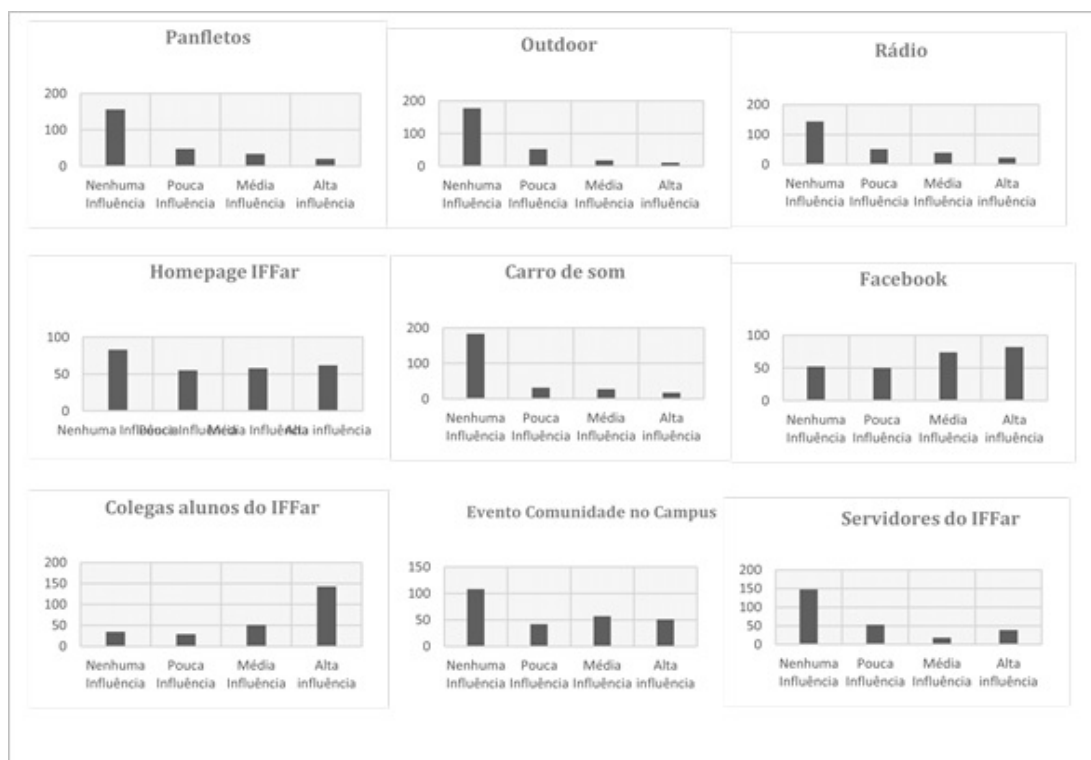 Panfletos
200
100
0
Nenhuma Pouca Média Alta
Influência Influência Influência influência
Outdoor
200
100
0
Nenhuma Pouca Média Alta
Influência Influência Influência influência
Rádio
200
100
0
Nenhuma Pouca Média Alta
Influência Influência Influência influência
Homepage IFFar
100
50
0
Nenhuma Influência Pouca Influência Média Influência Alta influência
Carro de som
200
100
0
Nenhuma Pouca Média Alta
Influência Influência Influência influência
Facebook
100
50
0
Nenhuma Pouca Média Alta
Influência Influência Influência influência
Colegas alunos do IFFar
200
150
100
50
0
Nenhuma Pouca Média Alta
Influência Influência Influência influência
Evento Comunidade no Campus
150
100
50
0
Nenhuma Pouca Média Alta
Influência Influência Influência influência
Servidores do IFFar
200
150
100
50
0
Nenhuma Pouca Média Alta
Influência Influência Influência influência